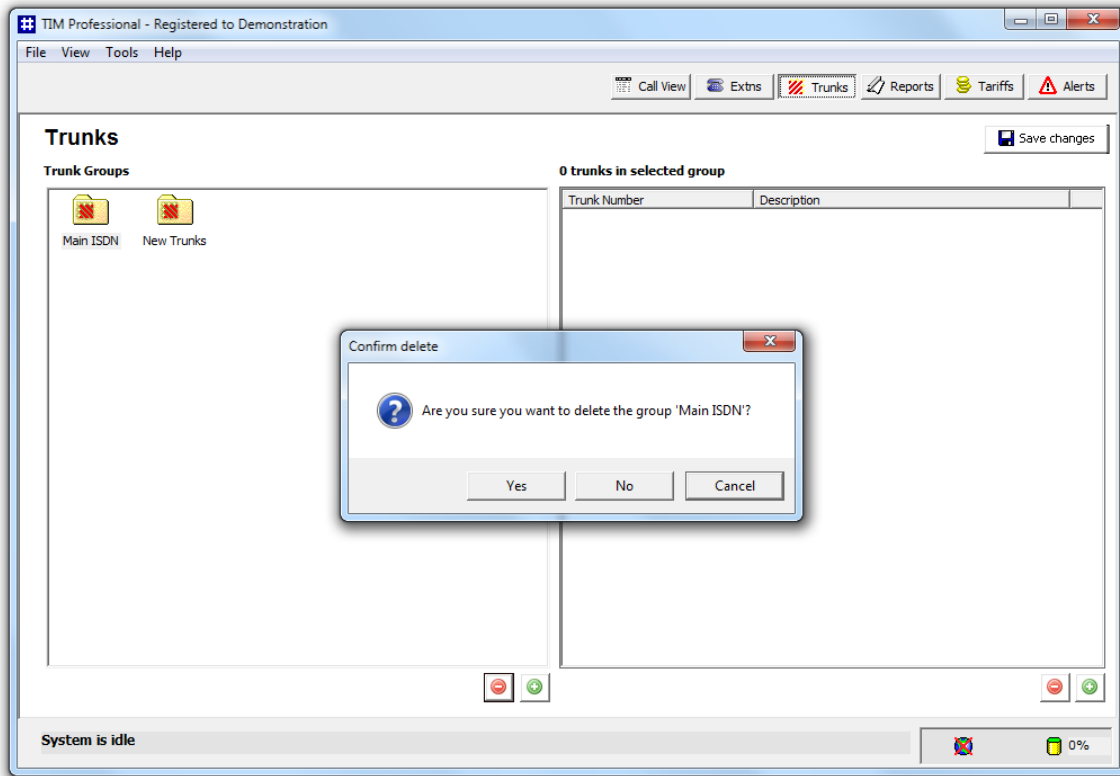 TIM Professional - Registered to Demonstration
File View Tools Help
Call View Extns Trunks Reports Tariffs Alerts
Trunks
Save changes
Trunk Groups
0 trunks in selected group
Trunk Number Description
Main ISDN New Trunks
Confirm delete
Are you sure you want to delete the group 'Main ISDN'?
Yes No Cancel
System is idle
0%